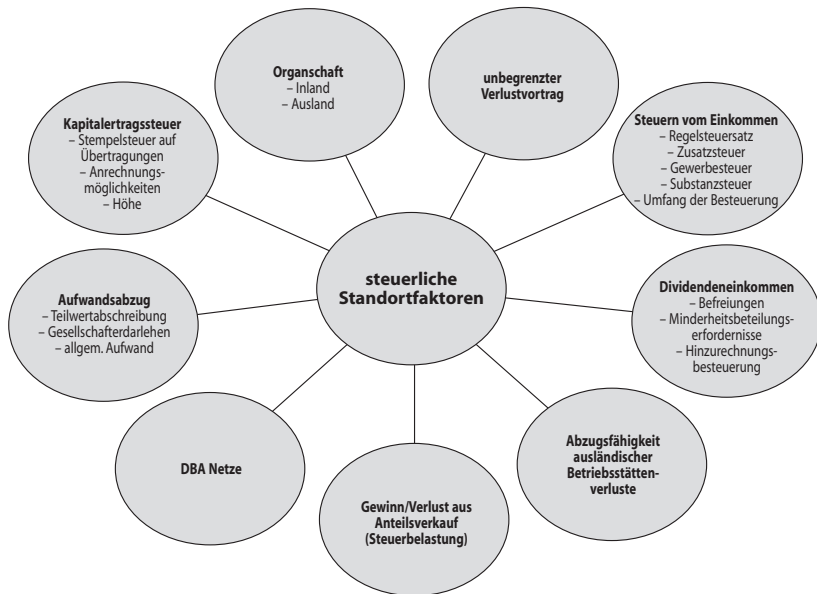 Organschaft
– Inland
– Ausland
unbegrenzter
Verlustvortrag
Kapitalertragssteuer
– Stempelsteuer auf
Übertragungen
– Anrechnungs-
möglichkeiten
– Höhe
Steuern vom Einkommen
– Regelsteuersatz
– Zusatzsteuer
– Gewerbesteuer
– Substanzsteuer
– Umfang der Besteuerung
steuerliche
Standortfaktoren
Aufwandsabzug
– Teilwertabschreibung
– Gesellschafterdarlehen
– allgem. Aufwand
Dividendeneinkommen
– Befreiungen
– Minderheitsbeteilungs-
erfordernisse
– Hinzurechnungs-
besteuerung
DBA Netze
Gewinn/Verlust aus
Anteilsverkauf
(Steuerbelastung)
Abzugsfähigkeit
ausländischer
Betriebsstätten-
verluste